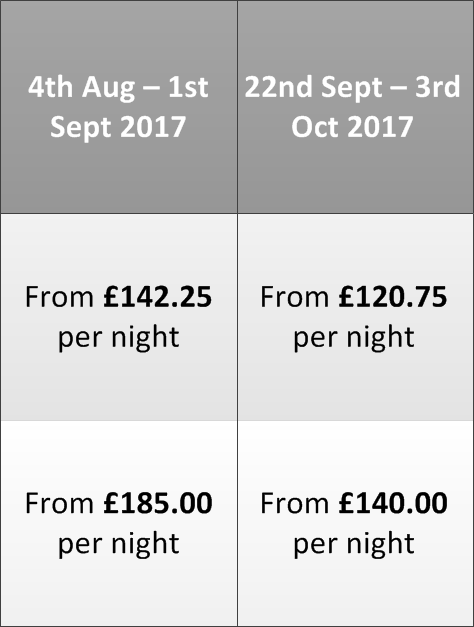 4th Aug – 1st
Sept 2017
22nd Sept – 3rd
Oct 2017
From £142.25
per night
From £120.75
per night
From £185.00
per night
From £140.00
per night